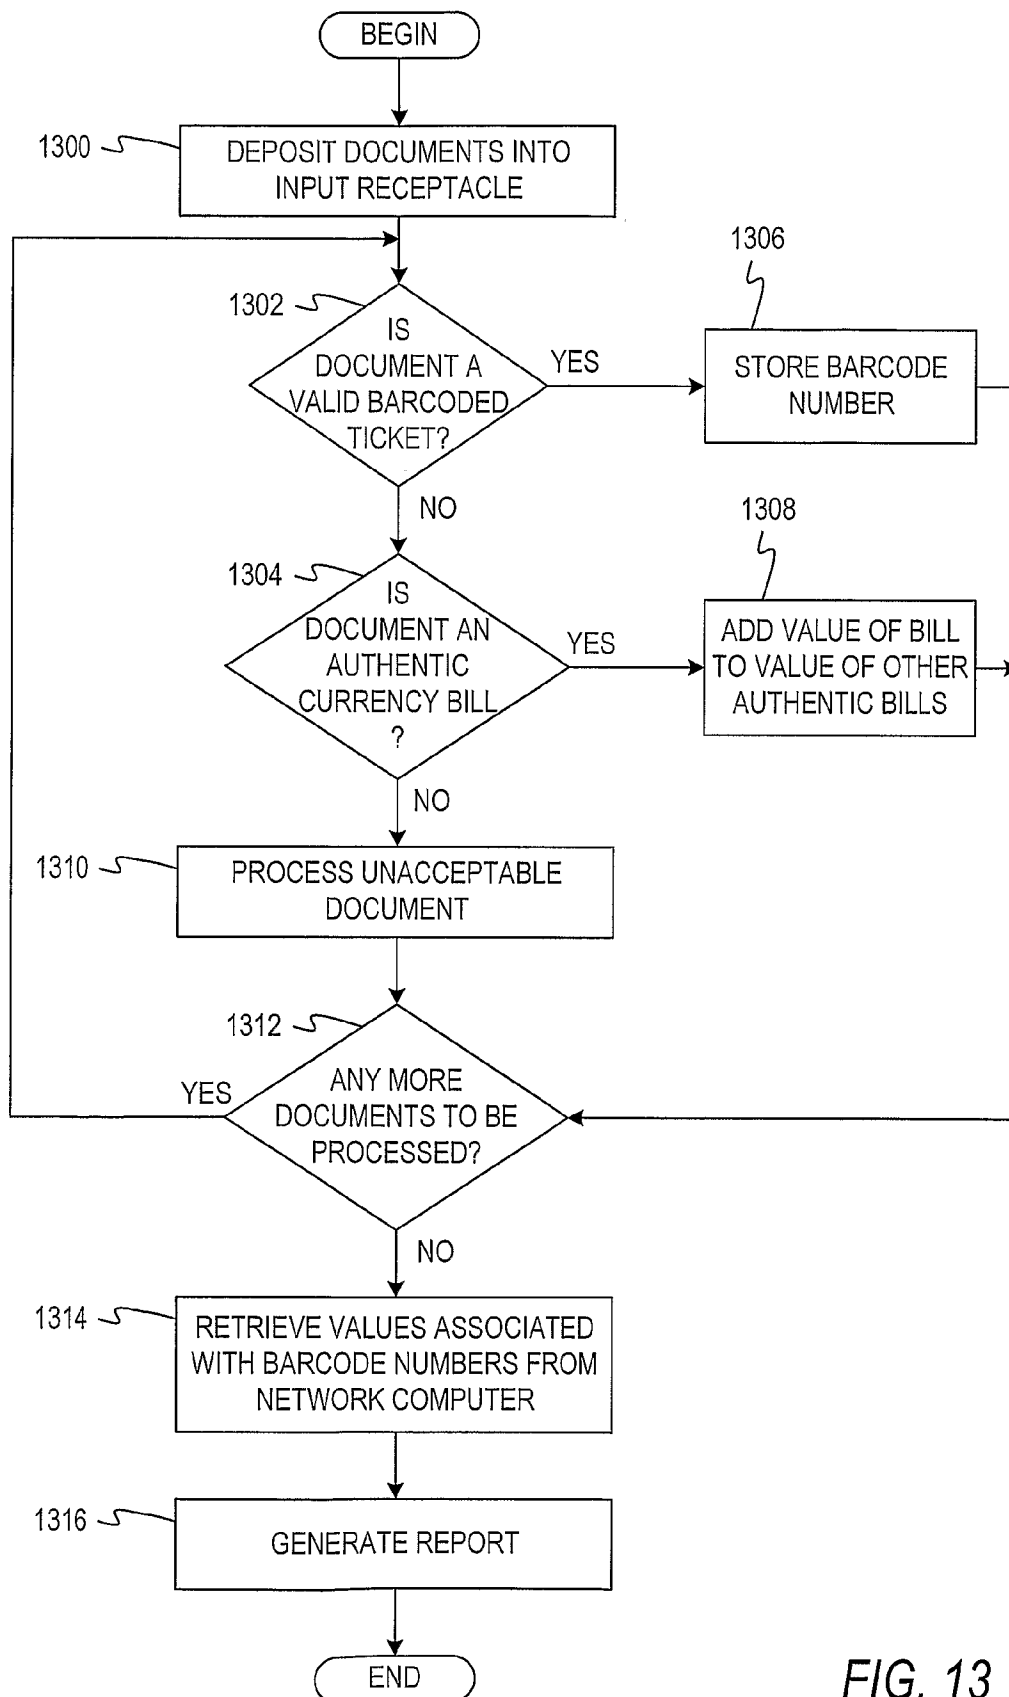 BEGIN
1300
DEPOSIT DOCUMENTS INTO
INPUT RECEPTACLE
1302
IS
DOCUMENT A
VALID BARCODED
TICKET?
YES
1306
STORE BARCODE
NUMBER
NO
1304
IS
DOCUMENT AN
AUTHENTIC
CURRENCY BILL
?
YES
1308
ADD VALUE OF BILL
TO VALUE OF OTHER
AUTHENTIC BILLS
NO
1310
PROCESS UNACCEPTABLE
DOCUMENT
1312
YES
ANY MORE
DOCUMENTS TO BE
PROCESSED?
NO
1314
RETRIEVE VALUES ASSOCIATED
WITH BARCODE NUMBERS FROM
NETWORK COMPUTER
1316
GENERATE REPORT
END
FIG. 13